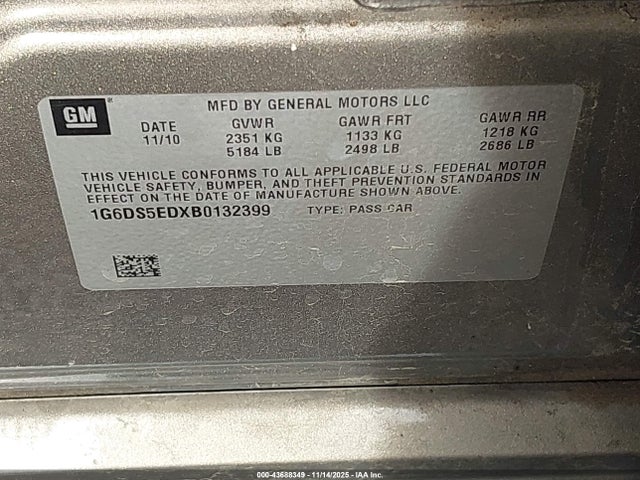 GM
MFD BY GENERAL MOTORS LLC
DATE GVWR GAWR FRT GAWR RR
11/10 2351 KG 1133 KG 1218 KG
5184 LB 2498 LB 2686 LB
THIS VEHICLE CONFORMS TO ALL APPLICABLE U.S. FEDERAL MOTOR
VEHICLE SAFETY, BUMPER, AND THEFT PREVENTION STANDARDS IN
EFFECT ON THE DATE OF MANUFACTURE SHOWN ABOVE.
1G6DS5EDXB0132399 TYPE: PASS CAR
000-43688349 - 11/14/2025 - IAA Inc.